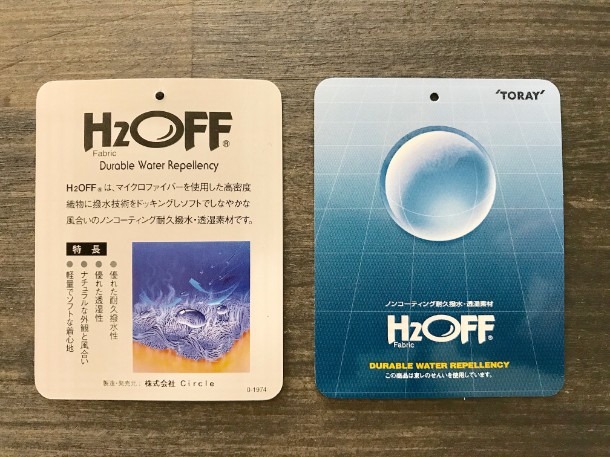 H2OFF®
Fabric
Durable Water Repellency
H2OFF®は、マイクロファイバーを使用した高密度
織物に撥水技術をドッキングしソフトでしなやかな
風合いのノンコーティング耐久撥水・透湿素材です。
特長
●優れた耐久撥水性
●優れた透湿性
●ナチュラルな外観と風合い
●軽量でソフトな着心地
製造・発売元: 株式会社 Circle
0-1974
'TORAY'
ノンコーティング耐久撥水・透湿素材
H2OFF®
Fabric
DURABLE WATER REPELLENCY
この商品は東レのせんいを使用しています。